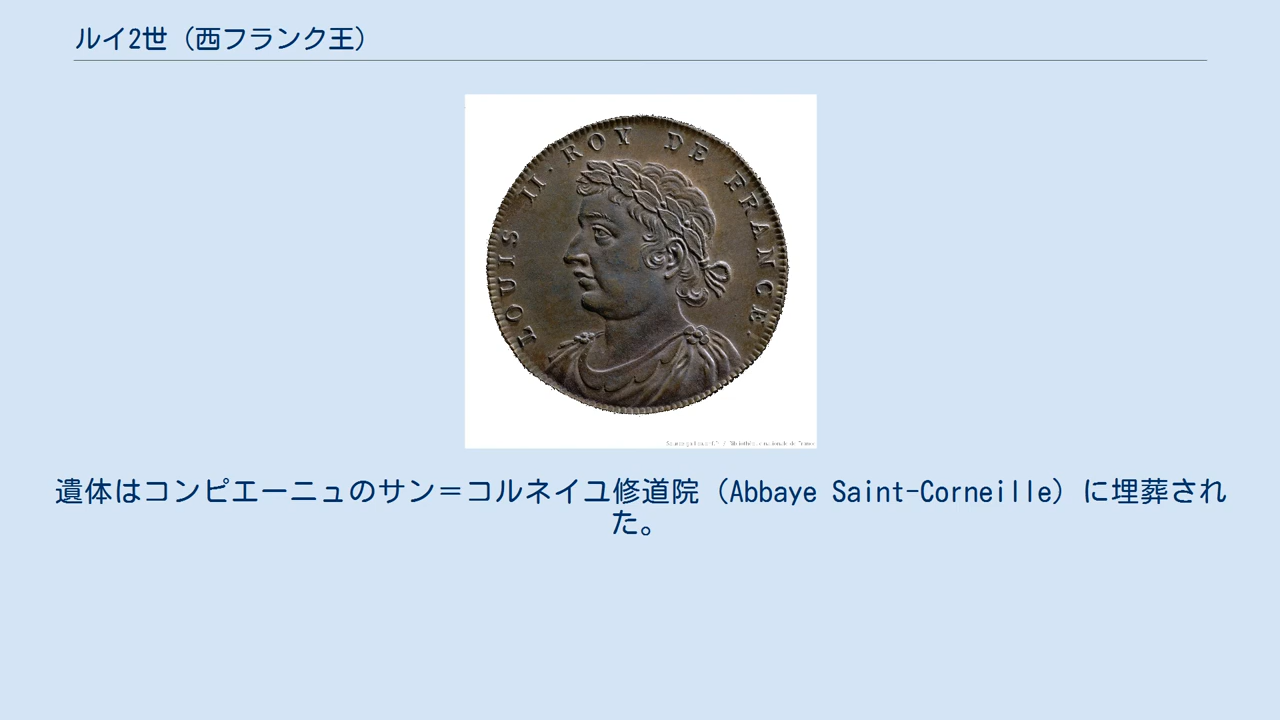 ルイ2世（西フランク王）
LOUIS II·ROY DE FRANCE.
遺体はコンピエーニュのサン＝コルネイユ修道院（Abbaye Saint-Corneille）に埋葬され
た。